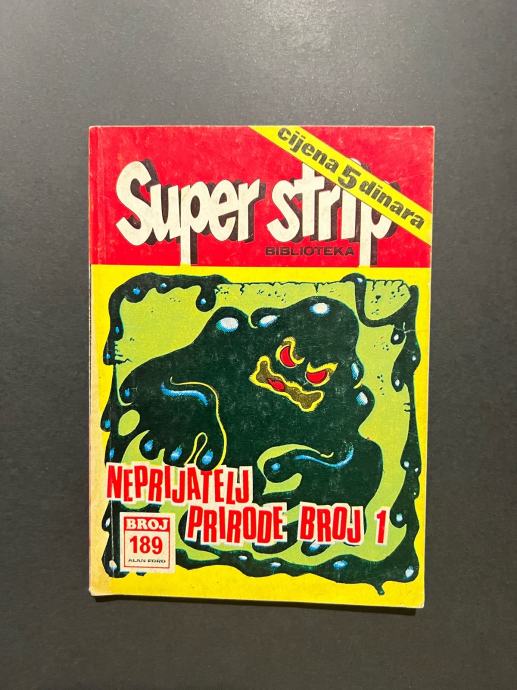 cijena 5 dinara
Super strip
BIBLIOTEKA
NEPRIJATELJ
PRIRODE BROJ 1
BROJ
189
ALAN FORD